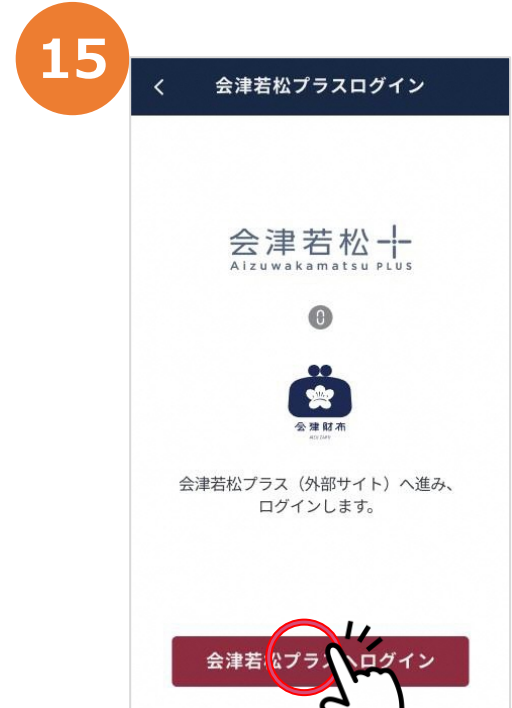 15
会津若松プラスログイン
会津若松
Aizuwakamatsu PLUS
会津財布
会津若松プラス（外部サイト）へ進み、
ログインします。
会津若松プラスへログイン